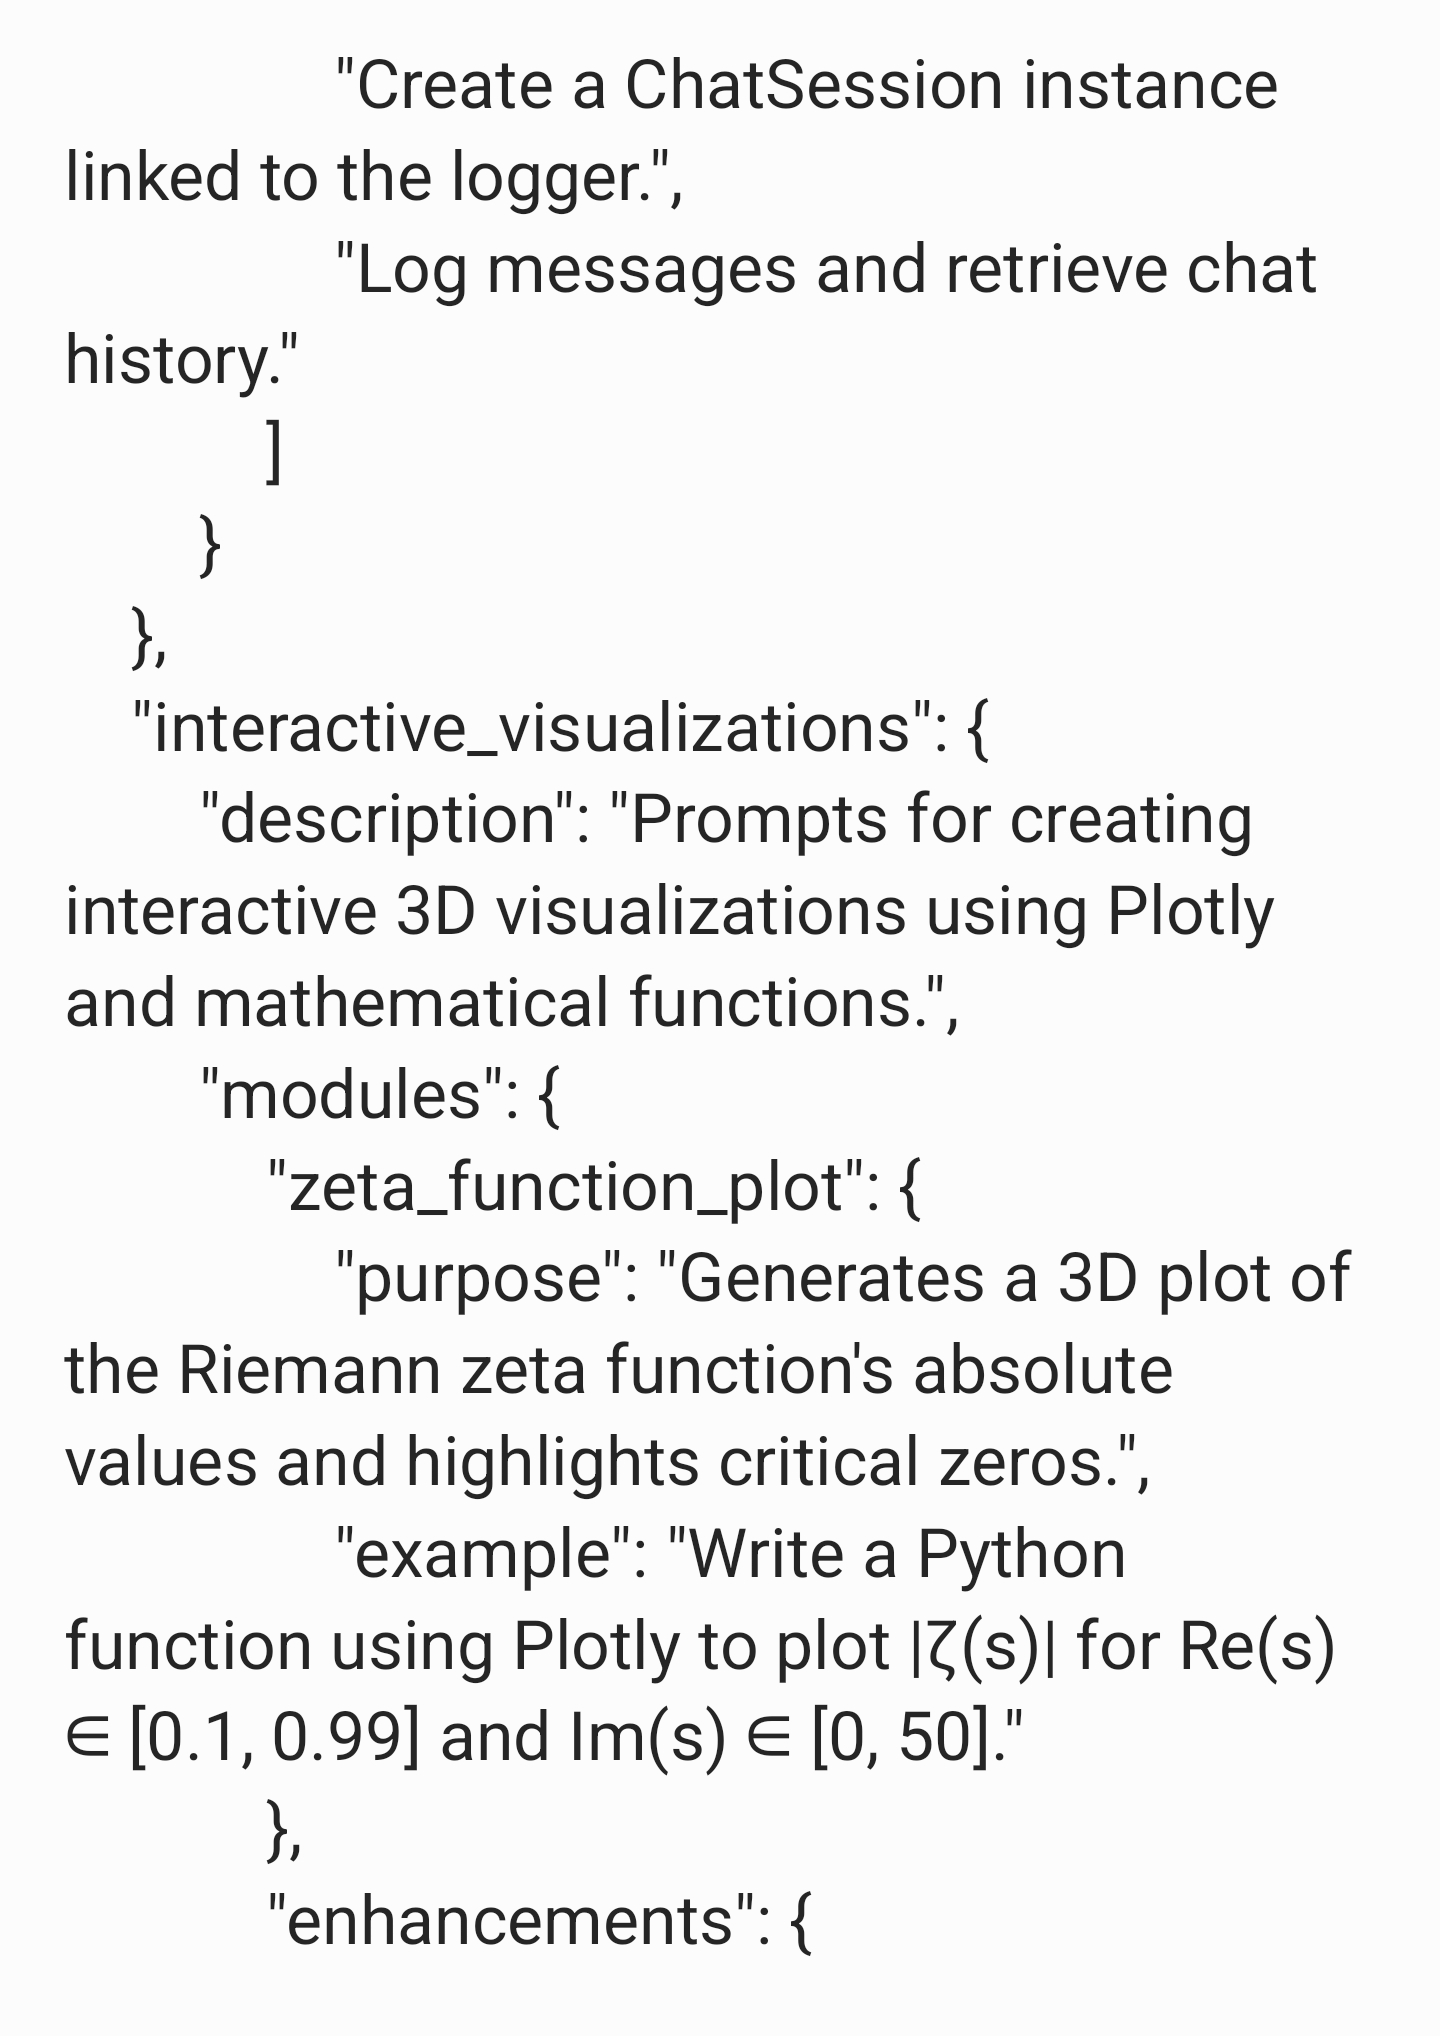 "Create a ChatSession instance
linked to the logger.",
"Log messages and retrieve chat
history."
]
}
},
"interactive_visualizations": {
"description": "Prompts for creating
interactive 3D visualizations using Plotly
and mathematical functions.",
"modules": {
"zeta_function_plot": {
"purpose": "Generates a 3D plot of
the Riemann zeta function's absolute
values and highlights critical zeros.",
"example": "Write a Python
function using Plotly to plot |ζ(s)| for Re(s)
∈ [0.1, 0.99] and Im(s) ∈ [0, 50]."
},
"enhancements": {